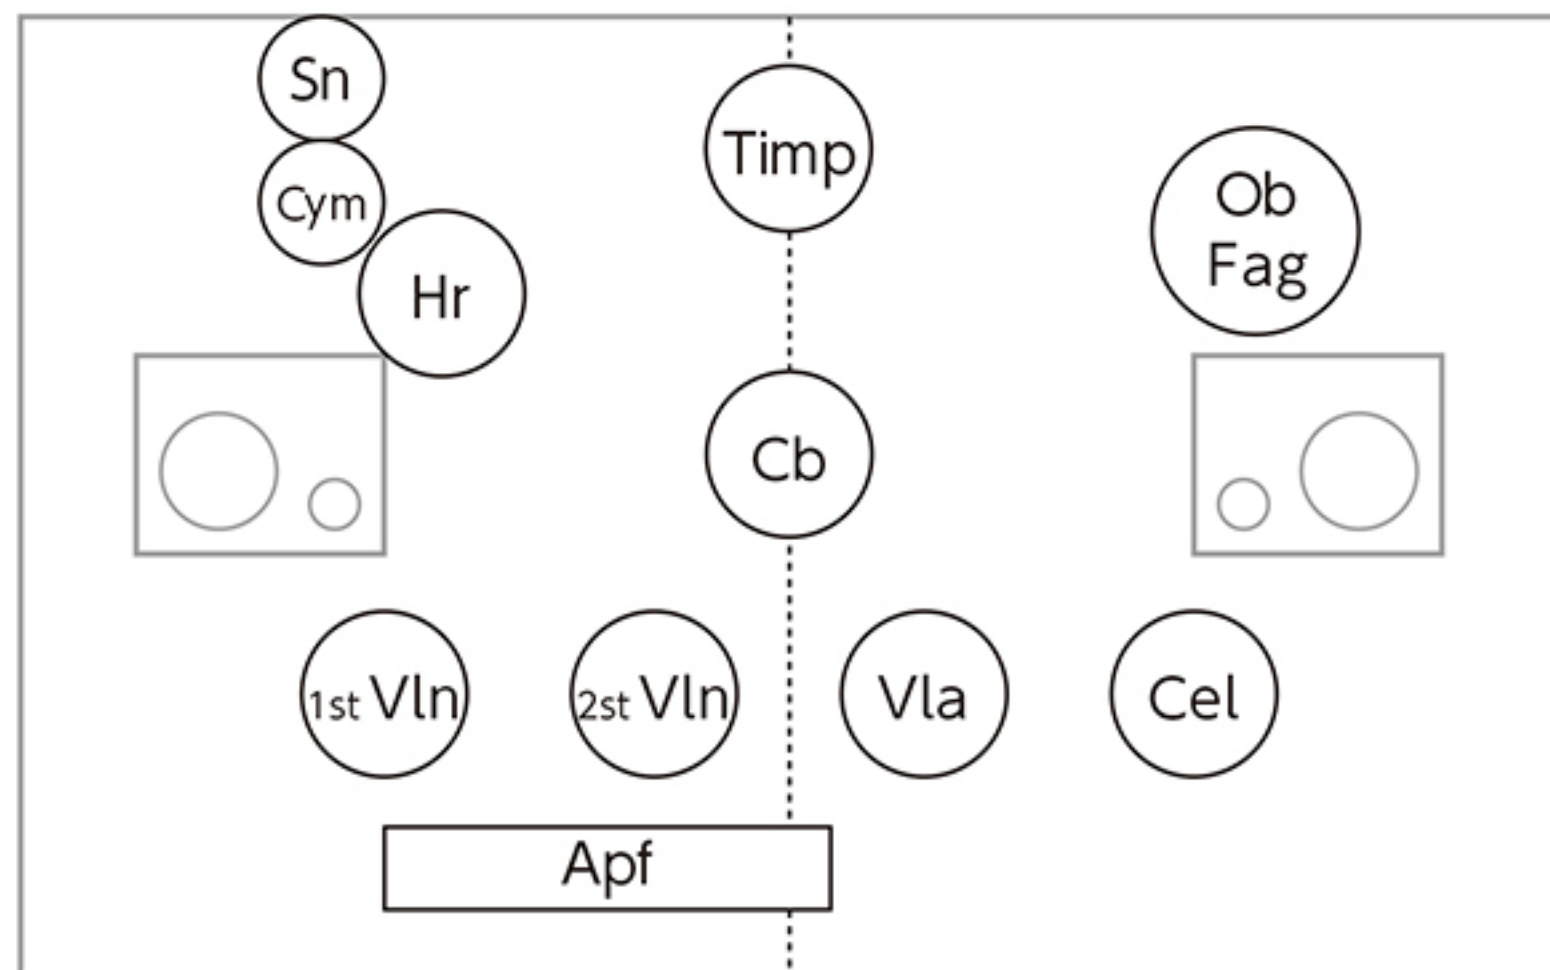 Sn
Timp
Cym
Ob
Fag
Hr
Cb
1st Vln
2st Vln
Vla
Cel
Apf